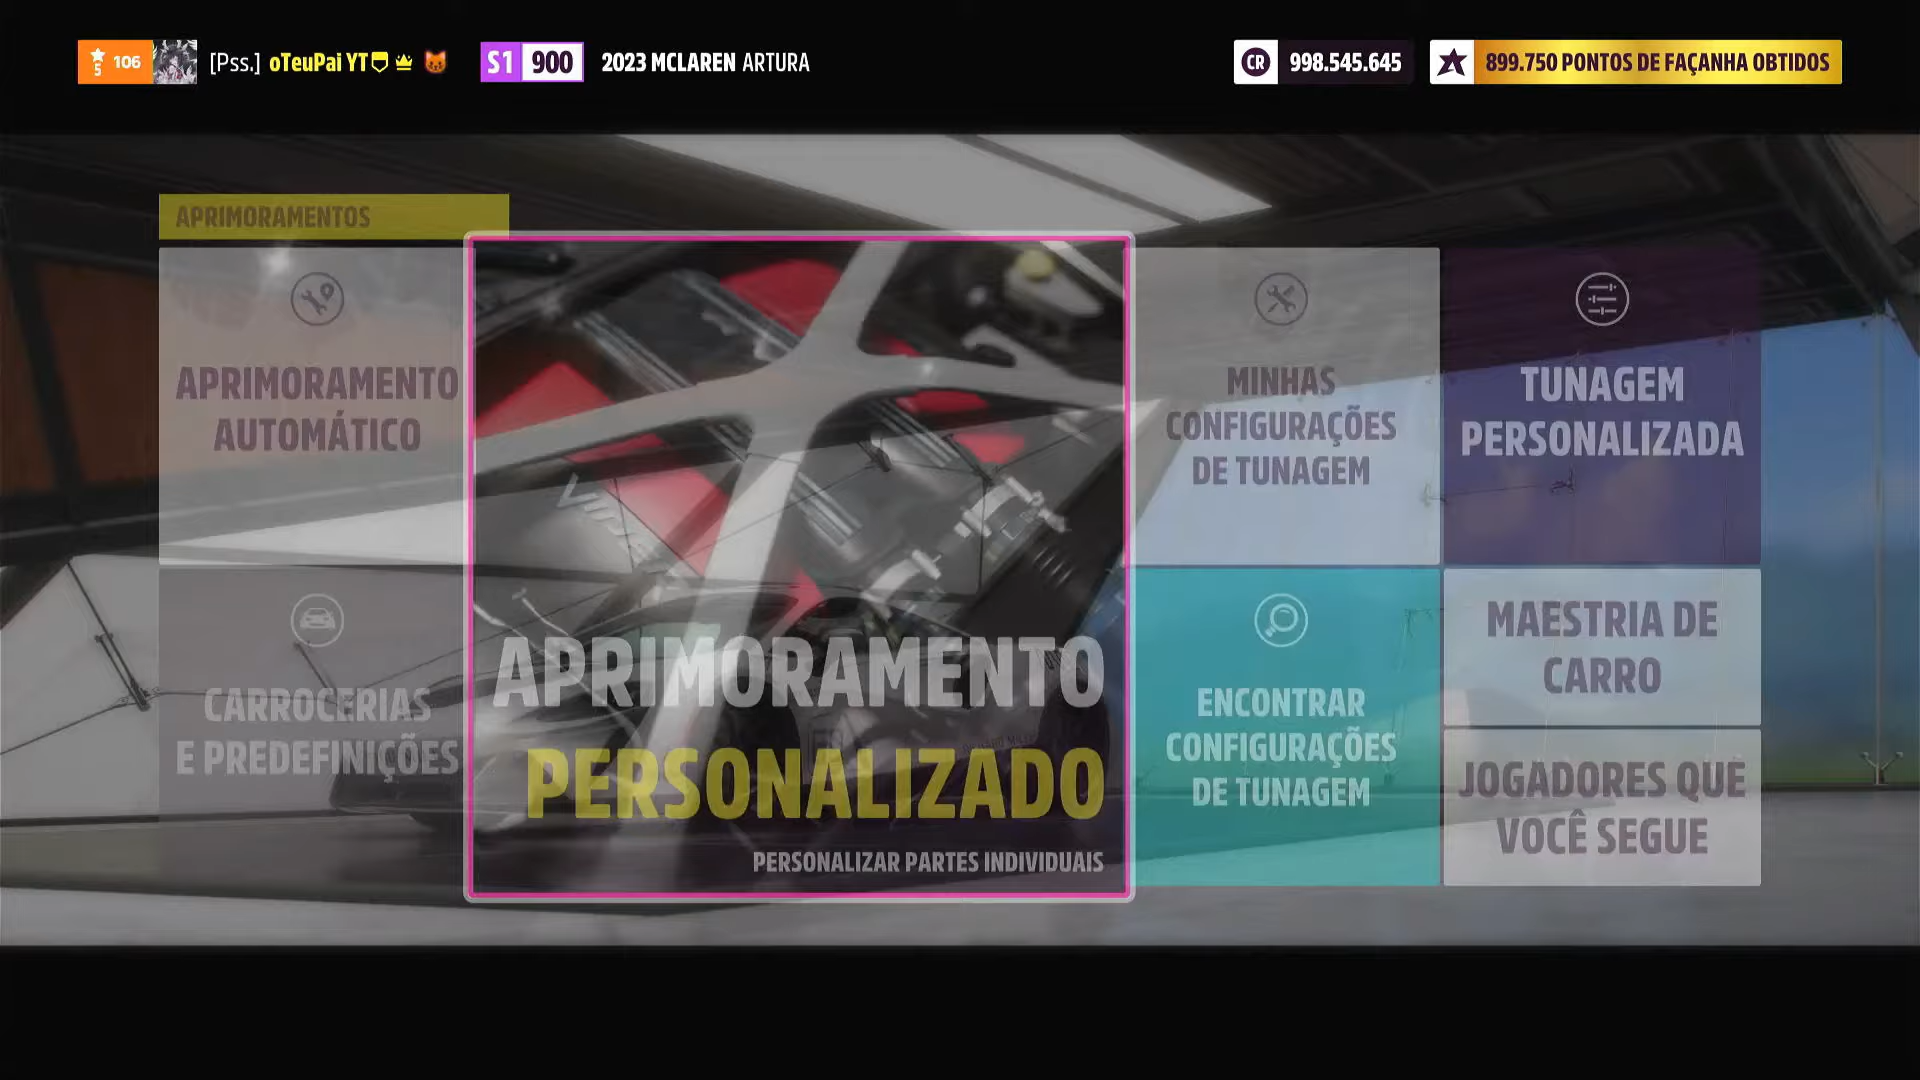 5
106
[Pss.] oTeuPai YT
S1 900
2023 MCLAREN ARTURA
CR 998.545.645
899.750 PONTOS DE FAÇANHA OBTIDOS
APRIMORAMENTOS
APRIMORAMENTO
AUTOMÁTICO
CARROCERIAS
E PREDEFINIÇÕES
APRIMORAMENTO
PERSONALIZADO
PERSONALIZAR PARTES INDIVIDUAIS
MINHAS
CONFIGURAÇÕES
DE TUNAGEM
ENCONTRAR
CONFIGURAÇÕES
DE TUNAGEM
TUNAGEM
PERSONALIZADA
MAESTRIA DE
CARRO
JOGADORES QUE
VOCÊ SEGUE